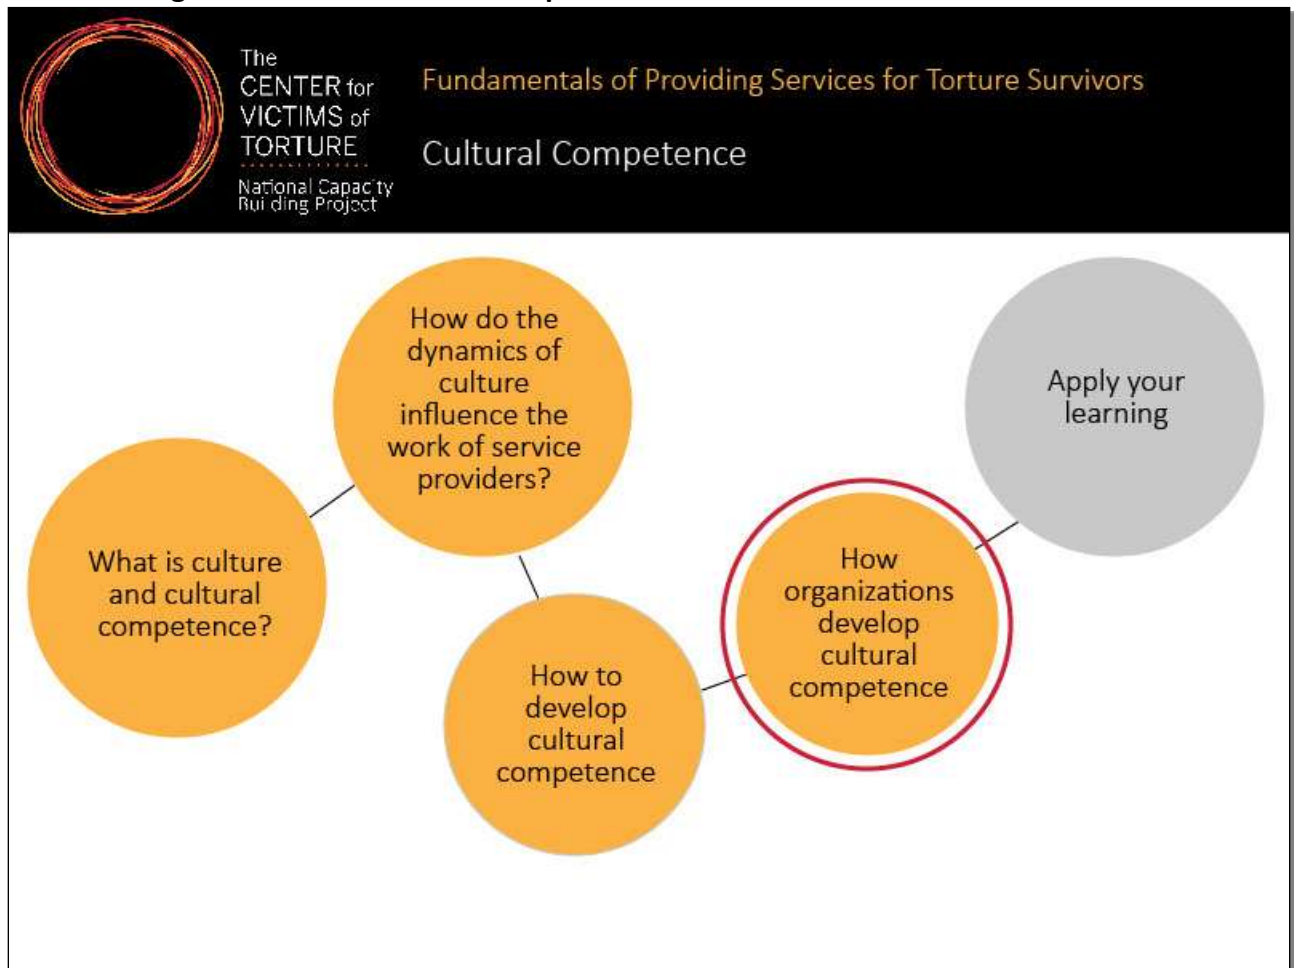 The
CENTER for
VICTIMS of
TORTURE
National Capacity
Building Project
Fundamentals of Providing Services for Torture Survivors
Cultural Competence
What is culture
and cultural
competence?
How do the
dynamics of
culture
influence the
work of service
providers?
How to
develop
cultural
competence
How
organizations
develop
cultural
competence
Apply your
learning